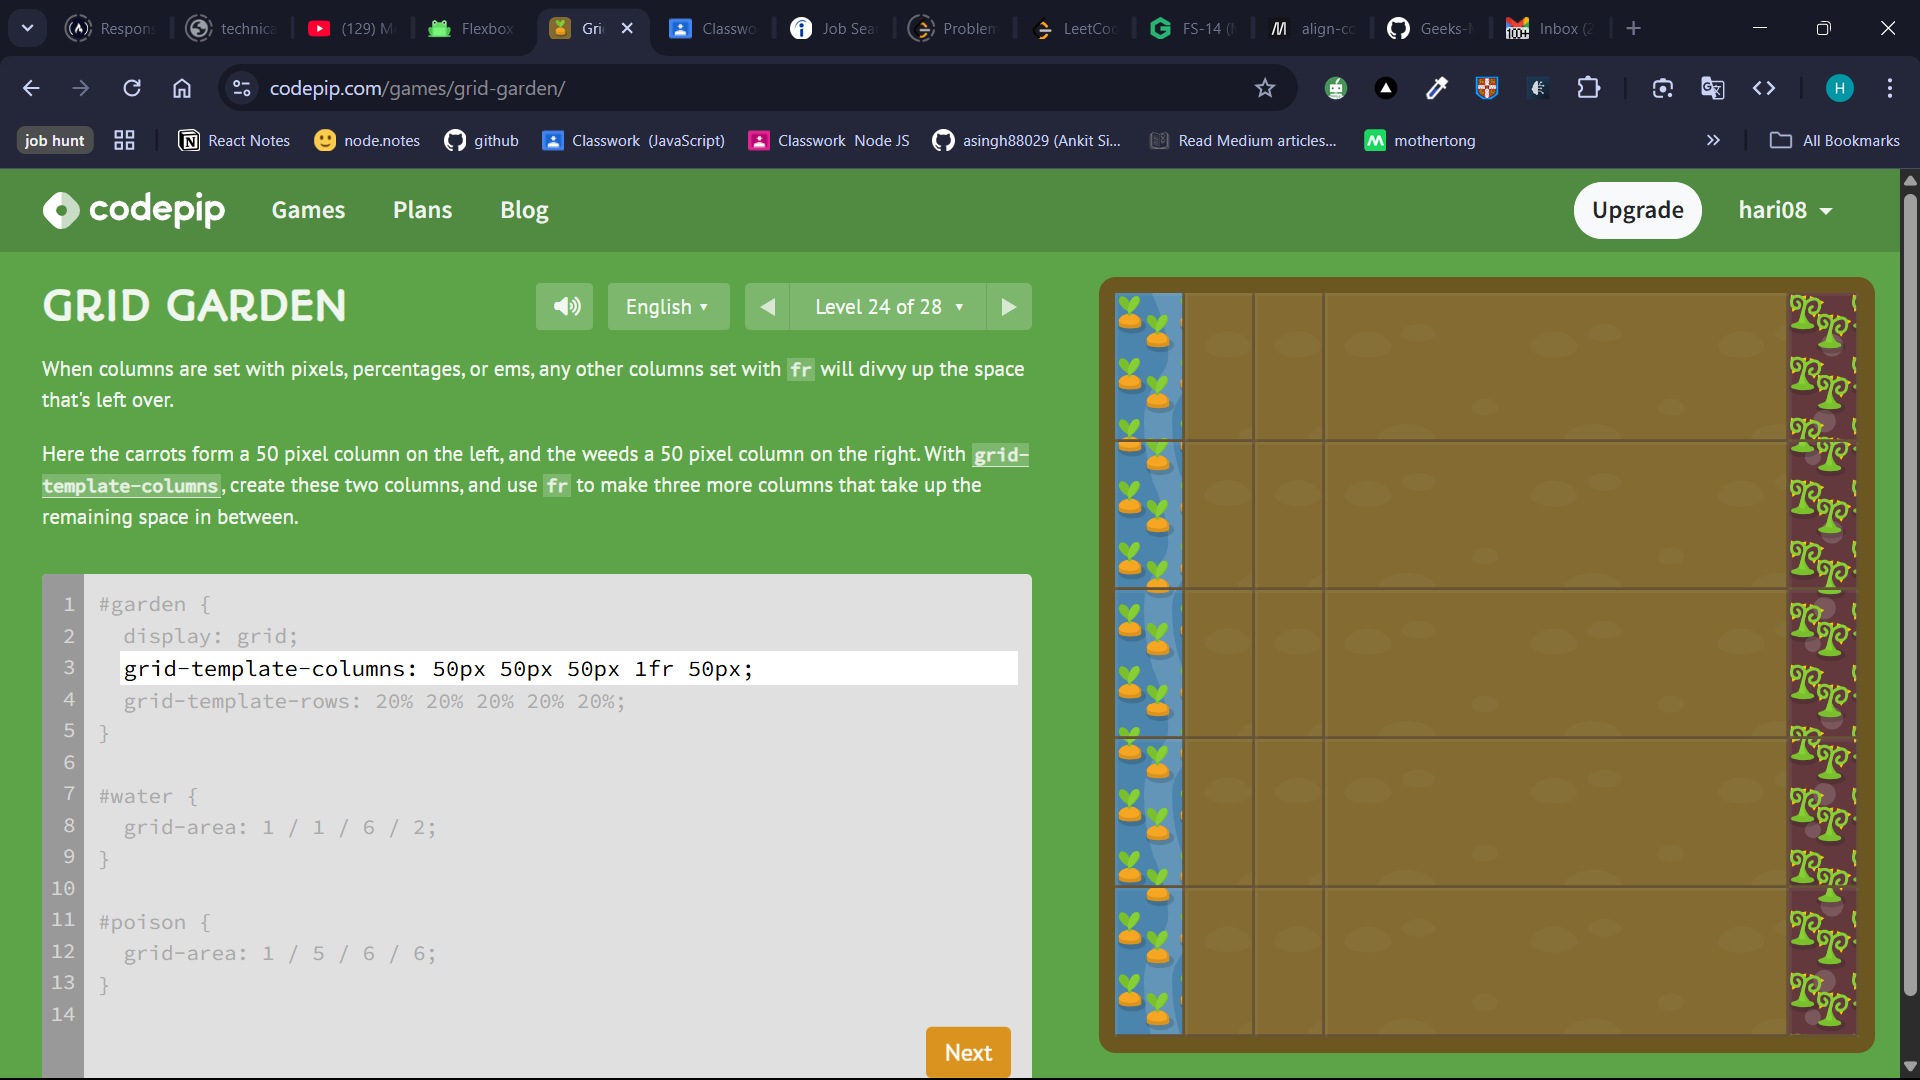 Respons
technica
(129) M
Flexbox
Gri
Classwo
Job Sea
Problem
LeetCo
FS-14 (
align-co
Geeks-
Inbox (2
codepip.com/games/grid-garden/
H
job hunt
React Notes
node.notes
github
Classwork (JavaScript)
Classwork Node JS
asingh88029 (Ankit Si...
Read Medium articles...
mothertong
All Bookmarks
codepip
Games
Plans
Blog
Upgrade
hari08
GRID GARDEN
English
Level 24 of 28
When columns are set with pixels, percentages, or ems, any other columns set with fr will divvy up the space
that's left over.
Here the carrots form a 50 pixel column on the left, and the weeds a 50 pixel column on the right. With grid-
template-columns, create these two columns, and use fr to make three more columns that take up the
remaining space in between.
1 #garden {
2 display: grid;
3 grid-template-columns: 50px 50px 50px 1fr 50px;
4 grid-template-rows: 20% 20% 20% 20% 20%;
5 }
6
7 #water {
8 grid-area: 1 / 1 / 6 / 2;
9 }
10
11 #poison {
12 grid-area: 1 / 5 / 6 / 6;
13 }
14
Next